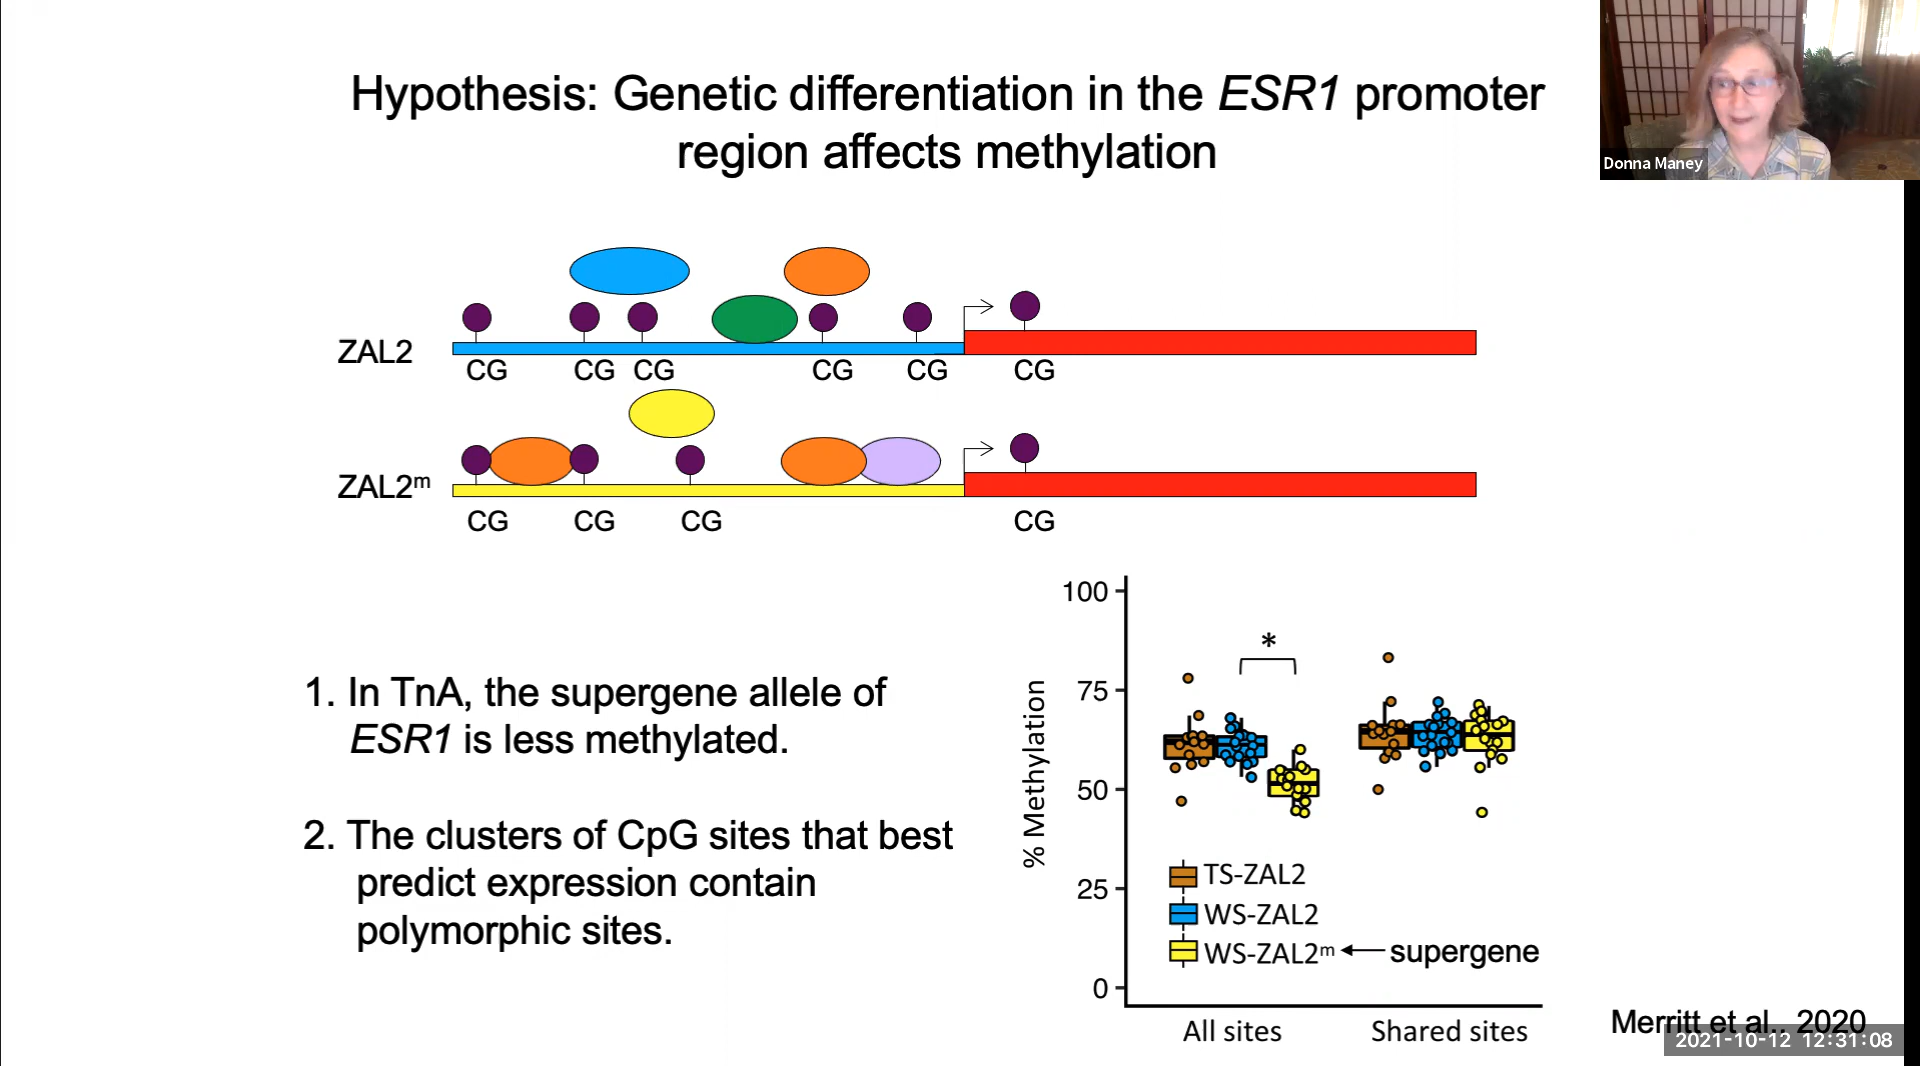 Hypothesis: Genetic differentiation in the ESR1 promoter
region affects methylation
Donna Maney
ZAL2
CG CG CG CG CG CG
ZAL2ᵐ
CG CG CG CG
1. In TnA, the supergene allele of
ESR1 is less methylated.
2. The clusters of CpG sites that best
predict expression contain
polymorphic sites.
100
75
50
25
0
% Methylation
*
TS-ZAL2
WS-ZAL2
WS-ZAL2ᵐ supergene
All sites Shared sites
Merritt et al., 2020
2021-10-12 12:31:08